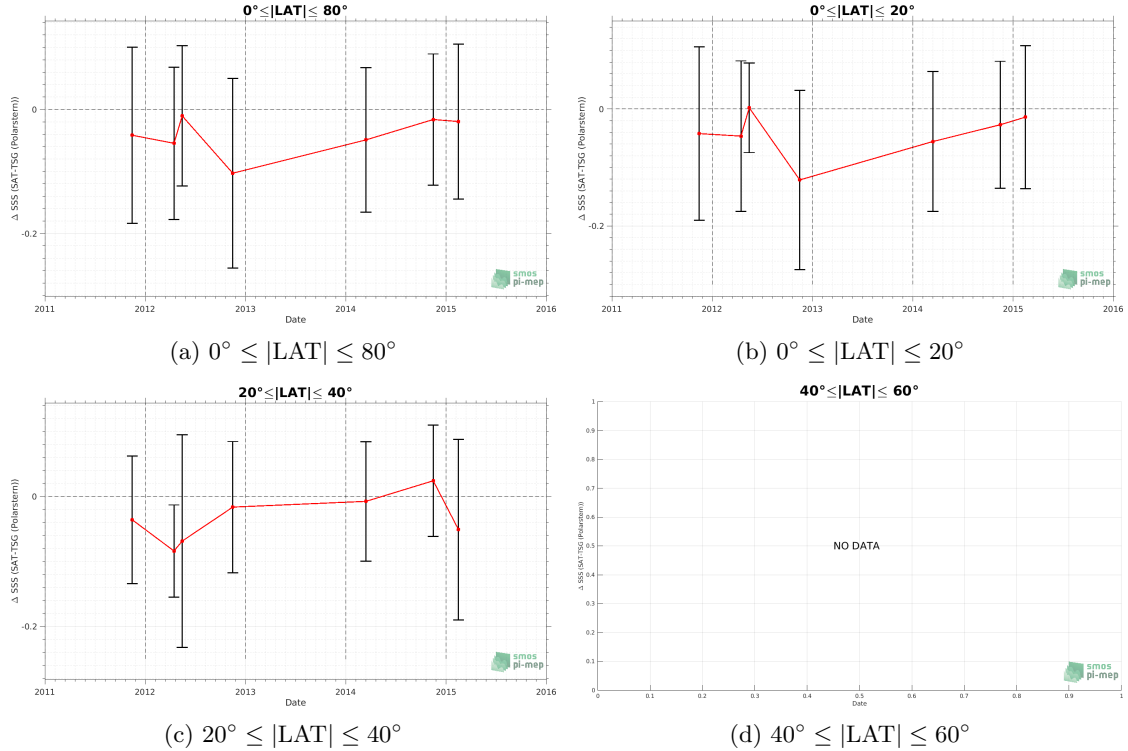 0°≤|LAT|≤ 80°
Δ SSS (SAT-TSG (Polarstern))
0
-0.2
2011 2012 2013 2014 2015 2016
Date
smos
pi-mep
(a) 0° ≤ |LAT| ≤ 80°
0°≤|LAT|≤ 20°
Δ SSS (SAT-TSG (Polarstern))
0
-0.2
2011 2012 2013 2014 2015 2016
Date
smos
pi-mep
(b) 0° ≤ |LAT| ≤ 20°
20°≤|LAT|≤ 40°
Δ SSS (SAT-TSG (Polarstern))
0
-0.2
2011 2012 2013 2014 2015 2016
Date
smos
pi-mep
(c) 20° ≤ |LAT| ≤ 40°
40°≤|LAT|≤ 60°
Δ SSS (SAT-TSG (Polarstern))
1
0.9
0.8
0.7
0.6
0.5
0.4
0.3
0.2
0.1
0
NO DATA
0 0.1 0.2 0.3 0.4 0.5 0.6 0.7 0.8 0.9 1
Date
smos
pi-mep
(d) 40° ≤ |LAT| ≤ 60°